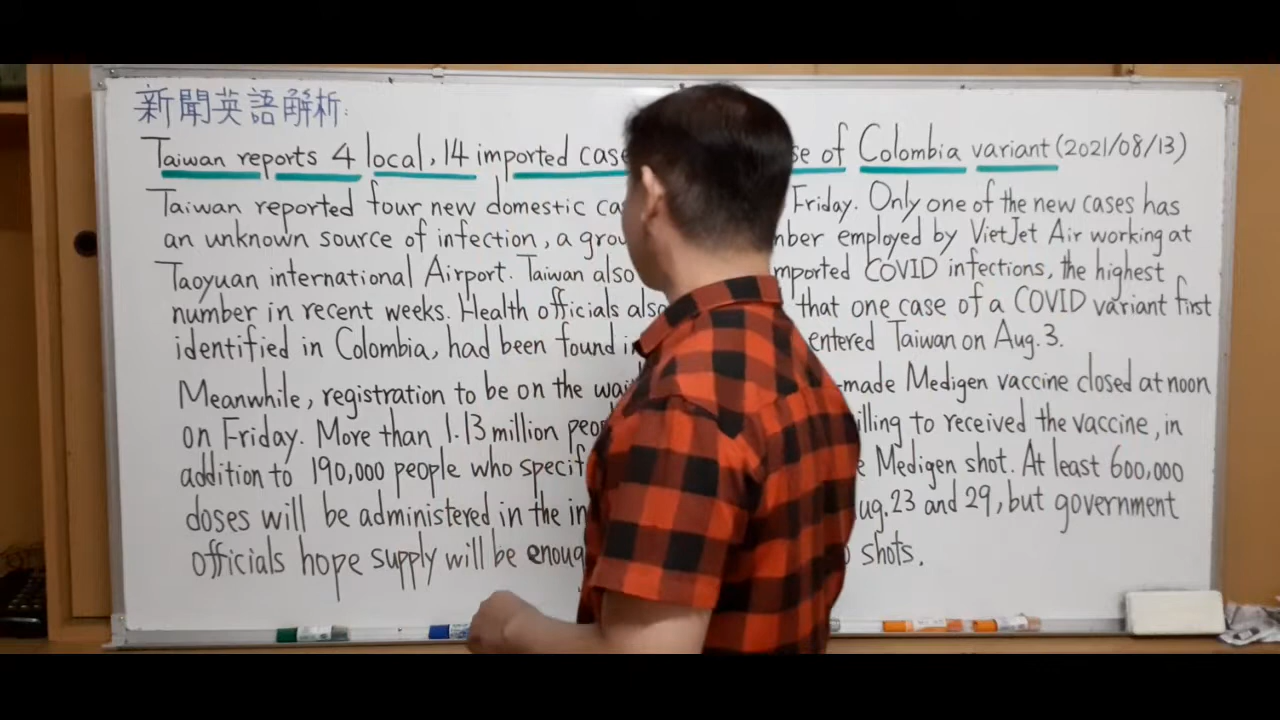 新聞英語解析:
Taiwan reports 4 local, 14 imported case se of Colombia variant (2021/08/13)
Taiwan reported four new domestic ca Friday. Only one of the new cases has
an unknown source of infection, a grou mber employed by VietJet Air working at
Taoyuan international Airport. Taiwan also mported COVID infections, the highest
number in recent weeks. Health officials also that one case of a COVID variant first
identified in Colombia, had been found in entered Taiwan on Aug. 3.
Meanwhile, registration to be on the wai -made Medigen vaccine closed at noon
on Friday. More than 1.13 million peop illing to received the vaccine, in
addition to 190,000 people who specif e Medigen shot. At least 600,000
doses will be administered in the in ug. 23 and 29, but government
officials hope supply will be enoug shots.